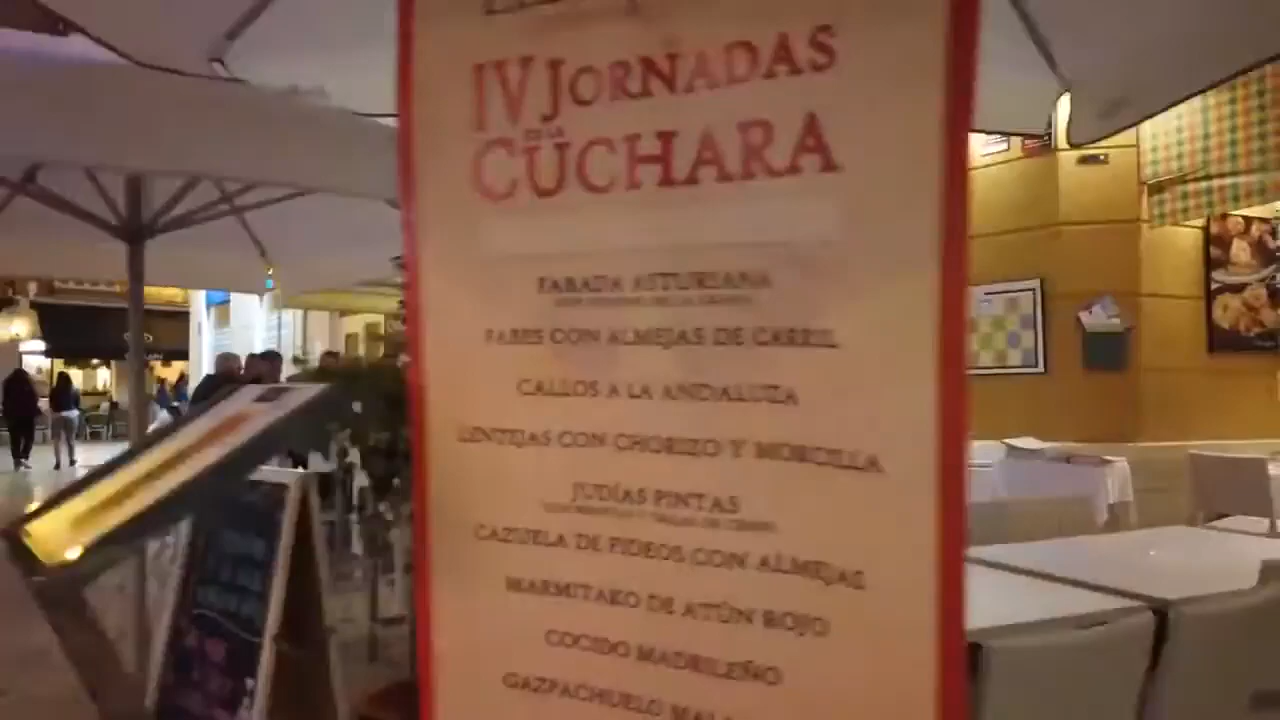 IV JORNADAS
DE LA
CUCHARA
FABADA ASTURIANA
FABES CON ALMEJAS DE CARRIL
CALLOS A LA ANDALUZA
LENTEJAS CON CHORIZO Y MORCILLA
JUDÍAS PINTAS
CAZUELA DE FIDEOS CON ALMEJAS
MARMITAKO DE ATÚN ROJO
COCIDO MADRILEÑO
GAZPACHUELO